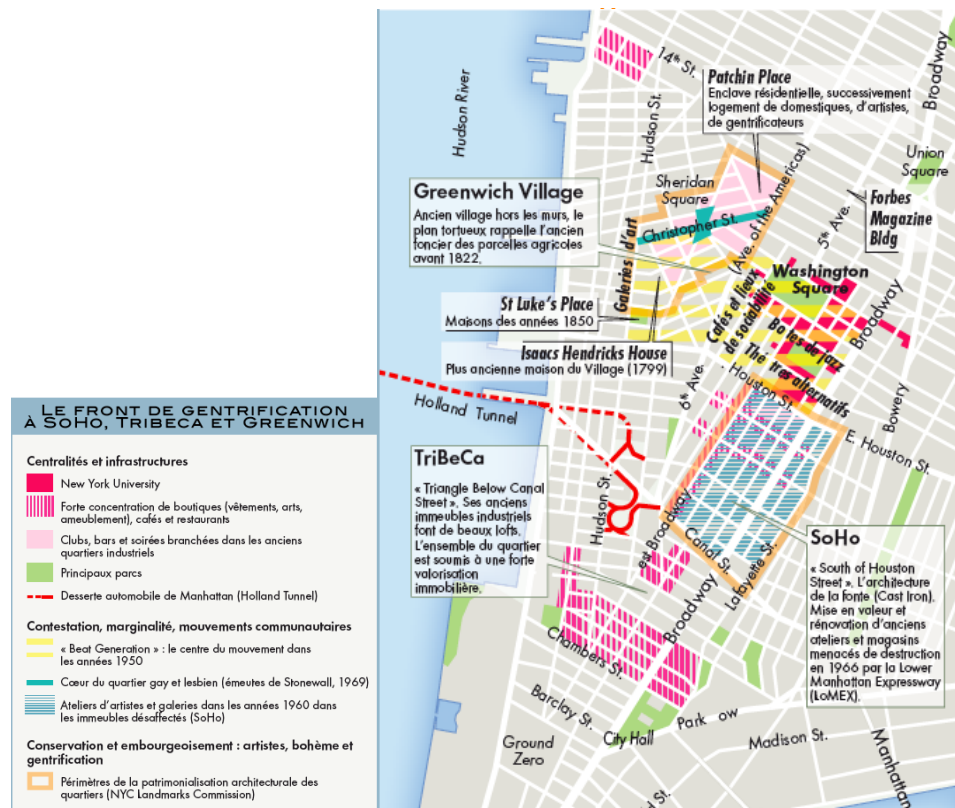 LE FRONT DE GENTRIFICATION
À SOHO, TRIBECA ET GREENWICH
Centralités et infrastructures
New York University
Forte concentration de boutiques (vêtements, arts,
ameublement), cafés et restaurants
Clubs, bars et soirées branchées dans les anciens
quartiers industriels
Principaux parcs
Desserte automobile de Manhattan (Holland Tunnel)
Contestation, marginalité, mouvements communautaires
« Beat Generation » : le centre du mouvement dans
les années 1950
Cœur du quartier gay et lesbien (émeutes de Stonewall, 1969)
Ateliers d'artistes et galeries dans les années 1960 dans
les immeubles désaffectés (SoHo)
Conservation et embourgeoisement : artistes, bohème et
gentrification
Périmètres de la patrimonialisation architecturale des
quartiers (NYC Landmarks Commission)
Hudson River
14th St.
Hudson St.
Patchin Place
Enclave résidentielle, successivement
logement de domestiques, d'artistes,
de gentrificateurs
Broadway
Union
Square
Sheridan
Square
Greenwich Village
Ancien village hors les murs, le
plan tortueux rappelle l'ancien
foncier des parcelles agricoles
avant 1822.
Christopher St.
(Ave. of the Americas)
5th Ave.
Forbes
Magazine
Bldg
Galeries d'art
Washington
Square
St Luke's Place
Maisons des années 1850
Cafés et lieux
de sociabilité
Bo tes de jazz
Thé tres alternatifs
Broadway
Isaacs Hendricks House
Plus ancienne maison du Village (1799)
6th Ave.
Houston St.
Bowery
E. Houston St.
Holland Tunnel
TriBeCa
« Triangle Below Canal
Street ». Ses anciens
immeubles industriels
font de beaux lofts.
L'ensemble du quartier
est soumis à une forte
valorisation
immobilière.
Hudson St.
est Broadway
Canal St.
Lafayette St.
Broadway
SoHo
« South of Houston
Street ». L'architecture
de la fonte (Cast Iron).
Mise en valeur et
rénovation d'anciens
ateliers et magasins
menacés de destruction
en 1966 par la Lower
Manhattan Expressway
(LoMEX).
Chambers St.
Barclay St.
Park ow
City Hall
Ground
Zero
Madison St.
Manhattan